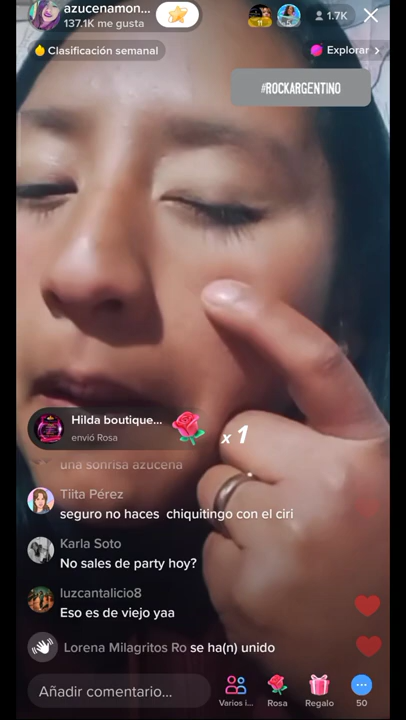 azucenamon...
137.1K me gusta
11
1.7K
Clasificación semanal
Explorar >
#ROCKARGENTINO
Hilda boutique...
envió Rosa
x 1
una sonrisa azucena
Tiita Pérez
seguro no haces chiquitingo con el ciri
Karla Soto
No sales de party hoy?
luzcantalicio8
Eso es de viejo yaa
Lorena Milagritos Ro se ha(n) unido
Añadir comentario...
Varios i...
Rosa
Regalo
50